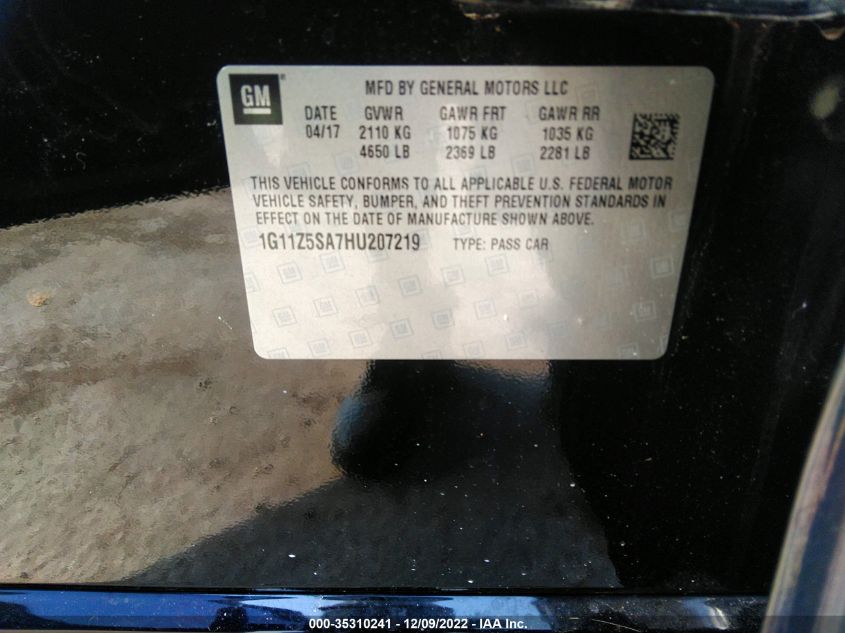 GM
MFD BY GENERAL MOTORS LLC
DATE GVWR GAWR FRT GAWR RR
04/17 2110 KG 1075 KG 1035 KG
4650 LB 2369 LB 2281 LB
THIS VEHICLE CONFORMS TO ALL APPLICABLE U.S. FEDERAL MOTOR
VEHICLE SAFETY, BUMPER, AND THEFT PREVENTION STANDARDS IN
EFFECT ON THE DATE OF MANUFACTURE SHOWN ABOVE.
1G11Z5SA7HU207219 TYPE: PASS CAR
000-35310241 - 12/09/2022 - IAA Inc.